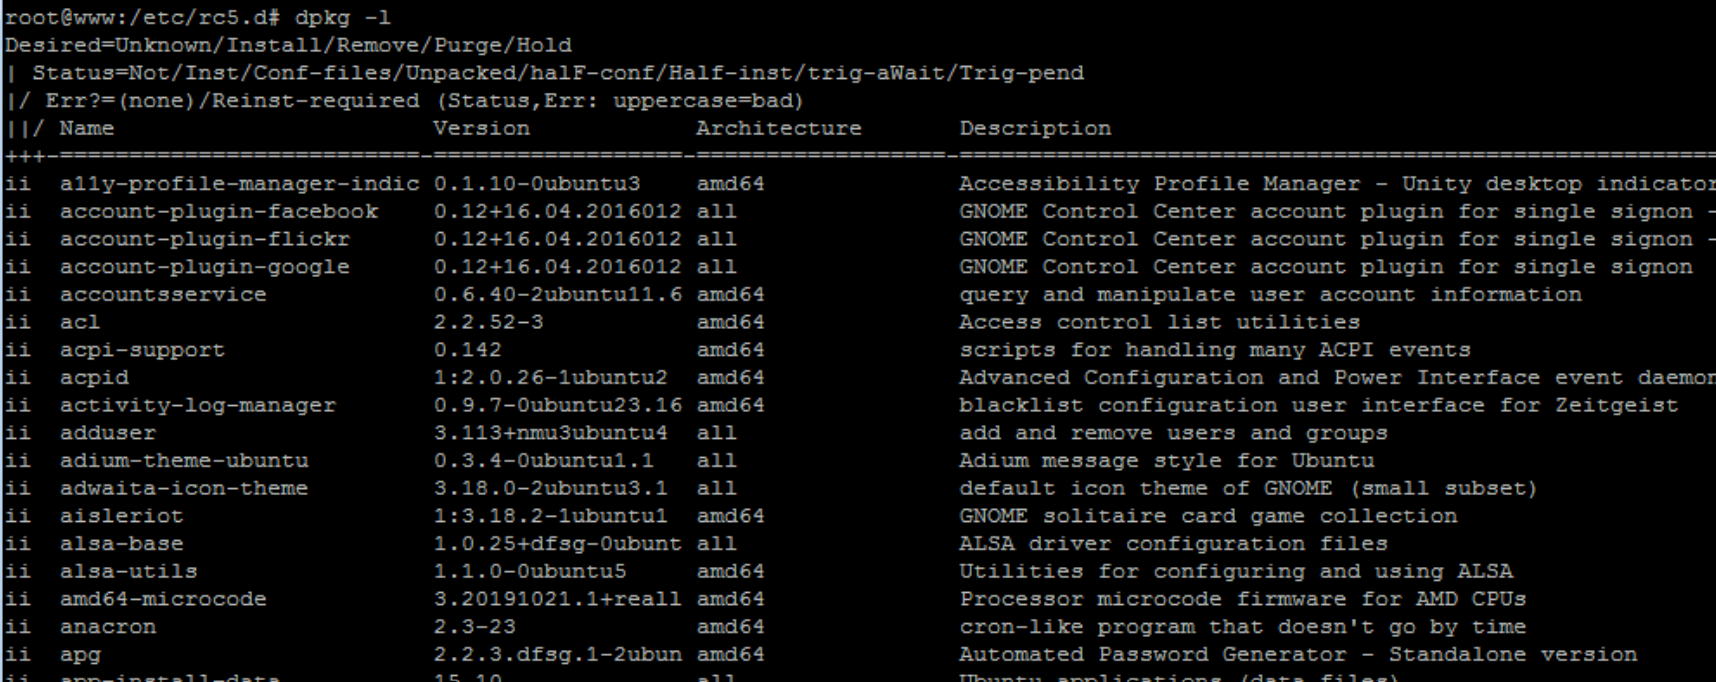 root@www:/etc/rc5.d# dpkg -l
Desired=Unknown/Install/Remove/Purge/Hold
| Status=Not/Inst/Conf-files/Unpacked/halF-conf/Half-inst/trig-aWait/Trig-pend
|/ Err?=(none)/Reinst-required (Status,Err: uppercase=bad)
||/ Name                       Version            Architecture       Description
+++-==========================-==================-==================-=======================================================
ii  a11y-profile-manager-indic 0.1.10-0ubuntu3    amd64              Accessibility Profile Manager - Unity desktop indicator
ii  account-plugin-facebook    0.12+16.04.2016012 all                GNOME Control Center account plugin for single signon -
ii  account-plugin-flickr      0.12+16.04.2016012 all                GNOME Control Center account plugin for single signon -
ii  account-plugin-google      0.12+16.04.2016012 all                GNOME Control Center account plugin for single signon
ii  accountsservice            0.6.40-2ubuntu11.6 amd64              query and manipulate user account information
ii  acl                        2.2.52-3           amd64              Access control list utilities
ii  acpi-support               0.142              amd64              scripts for handling many ACPI events
ii  acpid                      1:2.0.26-1ubuntu2  amd64              Advanced Configuration and Power Interface event daemon
ii  activity-log-manager       0.9.7-0ubuntu23.16 amd64              blacklist configuration user interface for Zeitgeist
ii  adduser                    3.113+nmu3ubuntu4  all                add and remove users and groups
ii  adium-theme-ubuntu         0.3.4-0ubuntu1.1   all                Adium message style for Ubuntu
ii  adwaita-icon-theme         3.18.0-2ubuntu3.1  all                default icon theme of GNOME (small subset)
ii  aisleriot                  1:3.18.2-1ubuntu1  amd64              GNOME solitaire card game collection
ii  alsa-base                  1.0.25+dfsg-0ubunt all                ALSA driver configuration files
ii  alsa-utils                 1.1.0-0ubuntu5     amd64              Utilities for configuring and using ALSA
ii  amd64-microcode            3.20191021.1+reall amd64              Processor microcode firmware for AMD CPUs
ii  anacron                    2.3-23             amd64              cron-like program that doesn't go by time
ii  apg                        2.2.3.dfsg.1-2ubun amd64              Automated Password Generator - Standalone version
ii  app-install-data           15.10              all                Ubuntu applications (data files)